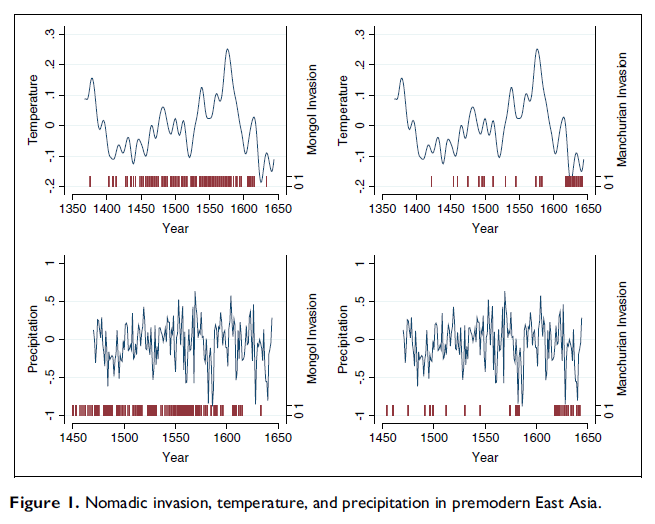 .3
.2
.1
0
-.1
-.2
Temperature
0 1
Mongol Invasion
1350 1400 1450 1500 1550 1600 1650
Year
.3
.2
.1
0
-.1
-.2
Temperature
0 1
Manchurian Invasion
1350 1400 1450 1500 1550 1600 1650
Year
1
.5
0
-.5
-1
Precipitation
0 1
Mongol Invasion
1450 1500 1550 1600 1650
Year
1
.5
0
-.5
-1
Precipitation
0 1
Manchurian Invasion
1450 1500 1550 1600 1650
Year
Figure 1. Nomadic invasion, temperature, and precipitation in premodern East Asia.